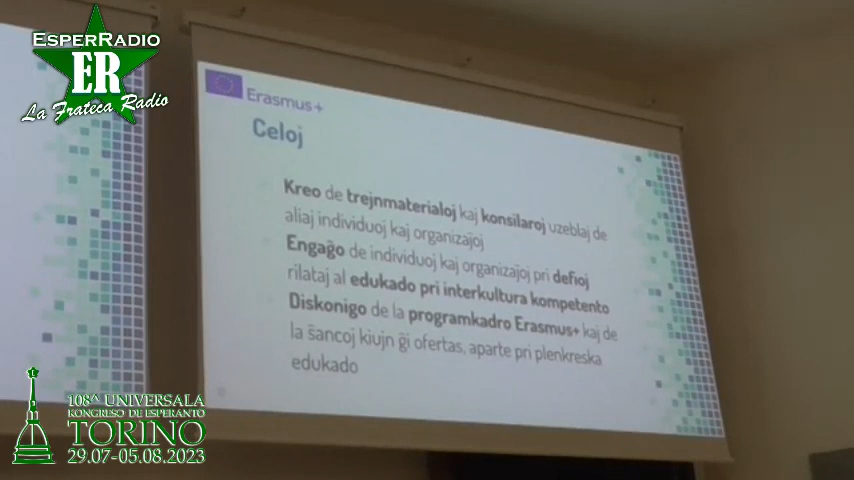 EsperRadio
ER
La Frateca Radio
Erasmus+
Celoj
Kreo de trejnmaterialoj kaj konsilaroj uzeblaj de
aliaj individuoj kaj organizaĵoj
Engaĝo de individuoj kaj organizaĵoj pri defioj
rilataj al edukado pri interkultura kompetento
Diskonigo de la programkadro Erasmus+ kaj de
la ŝancoj kiujn ĝi ofertas, aparte pri plenkreska
edukado
108ª UNIVERSALA
KONGRESO DE ESPERANTO
TORINO
29.07-05.08.2023